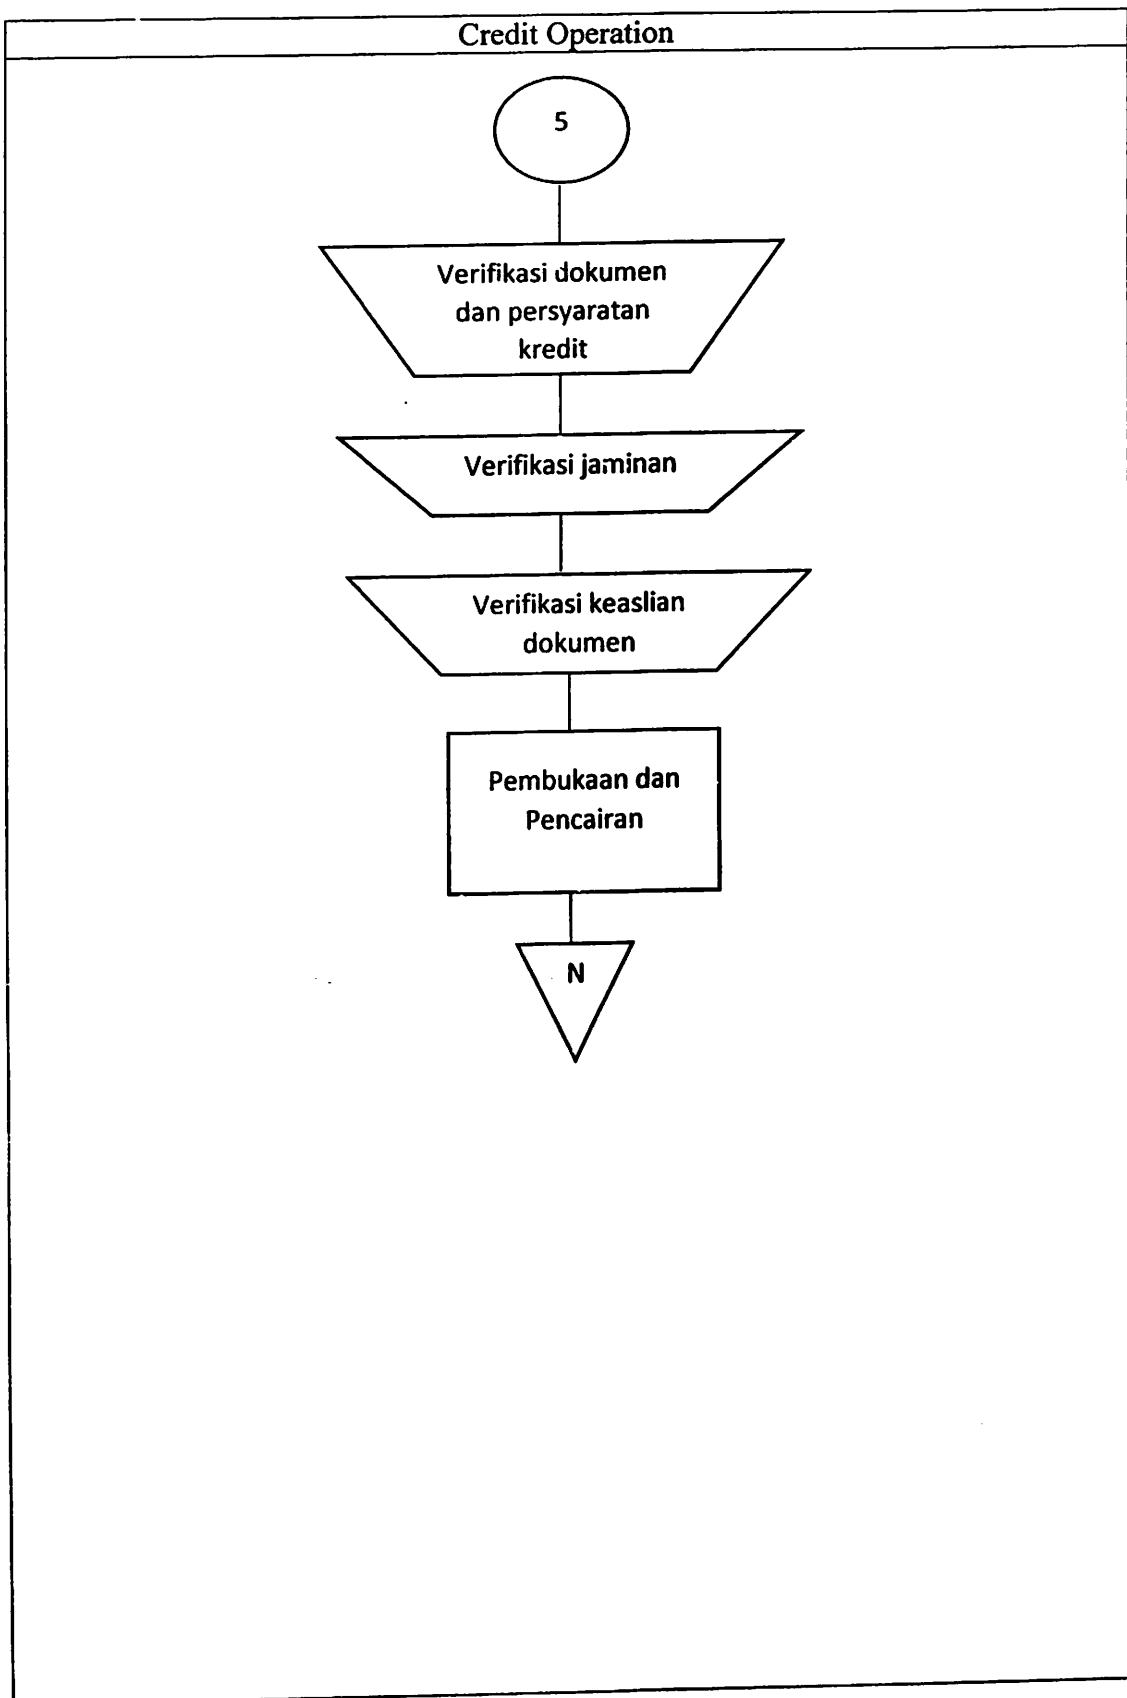 Credit Operation
5
Verifikasi dokumen
dan persyaratan
kredit
Verifikasi jaminan
Verifikasi keaslian
dokumen
Pembukaan dan
Pencairan
N